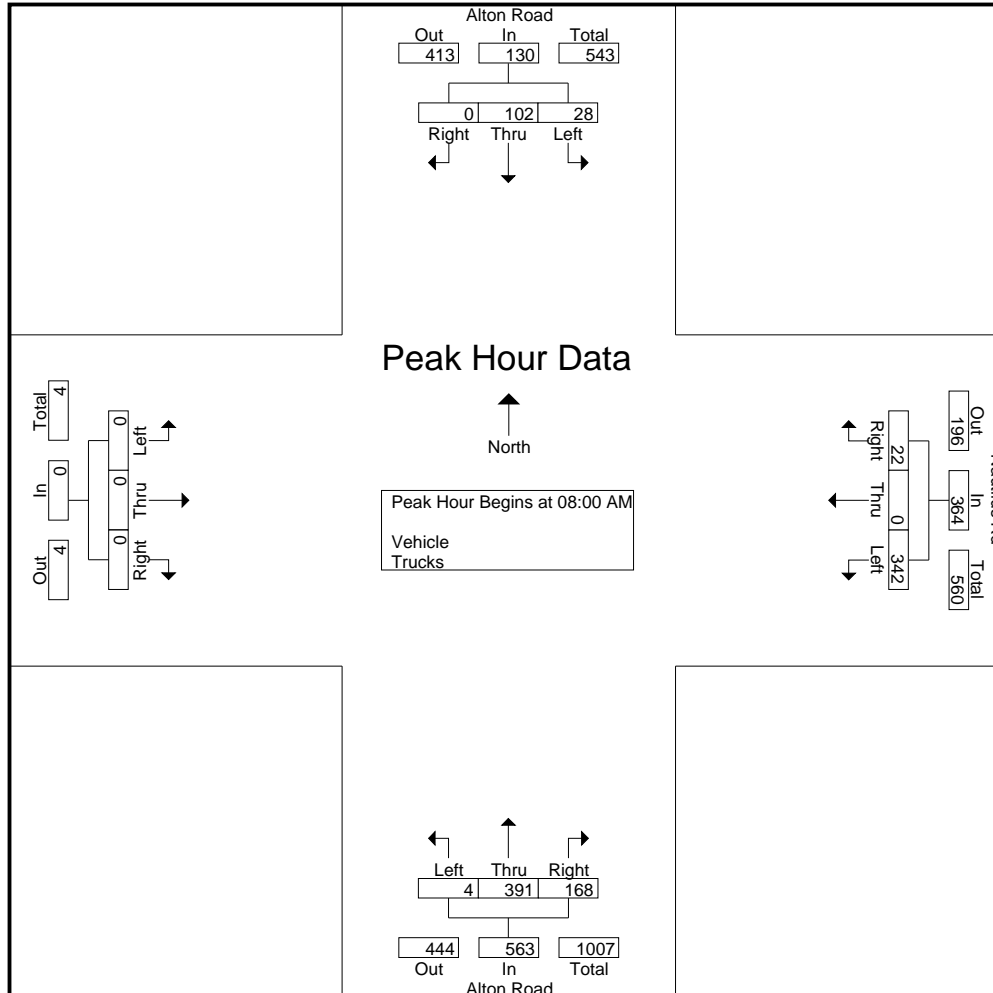 Alton Road
Out In Total
413 130 543
0 102 28
Right Thru Left
Peak Hour Data
North
Peak Hour Begins at 08:00 AM
Vehicle
Trucks
Total In Out
4 0 4
0 0 0
Left Thru Right
Out In Total
196 364 560
22 0 342
Right Thru Left
Left Thru Right
4 391 168
444 563 1007
Out In Total
Alton Road